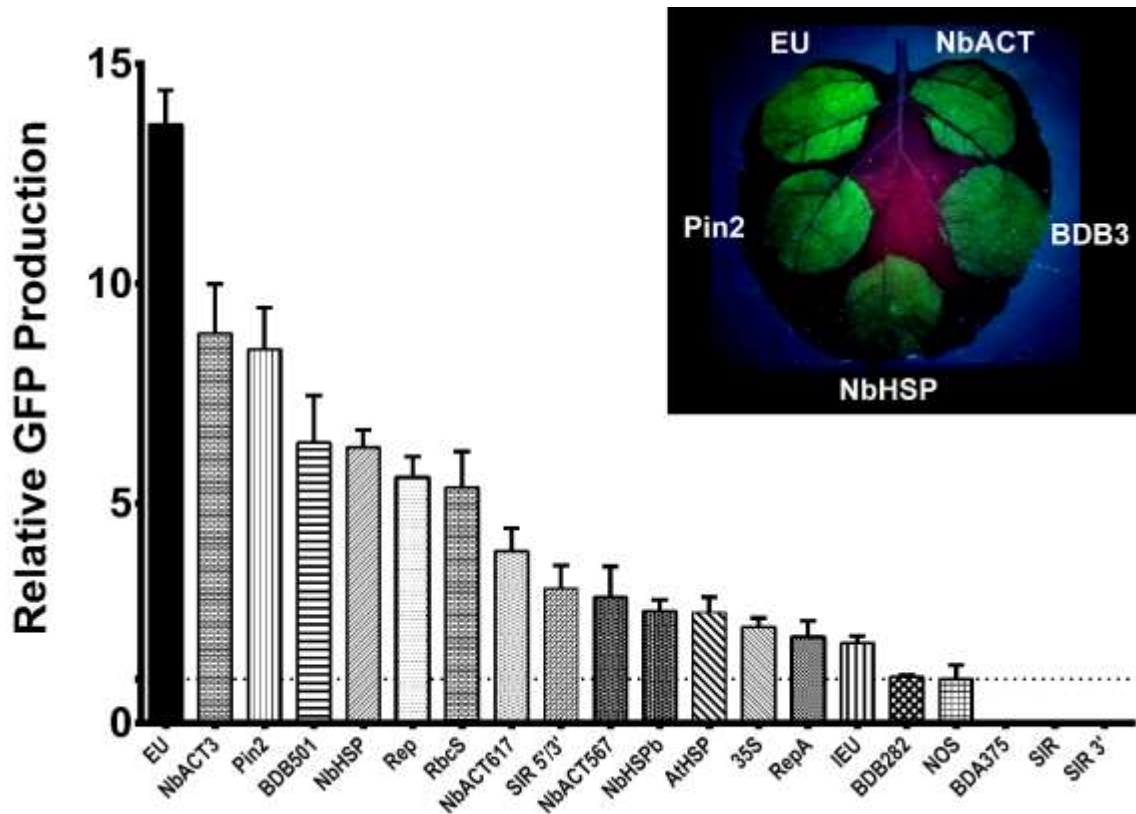 EU NbACT
Pin2 BDB3
NbHSP
Relative GFP Production
15
10
5
0
EU NbACT3 Pin2 BDB501 NbHSP Rep RbcS NbACT617 SIR 5'/3' NbACT567 NbHSPb AtHSP 35S RepA IEU BDB282 NOS BDA375 SIR SIR 3'